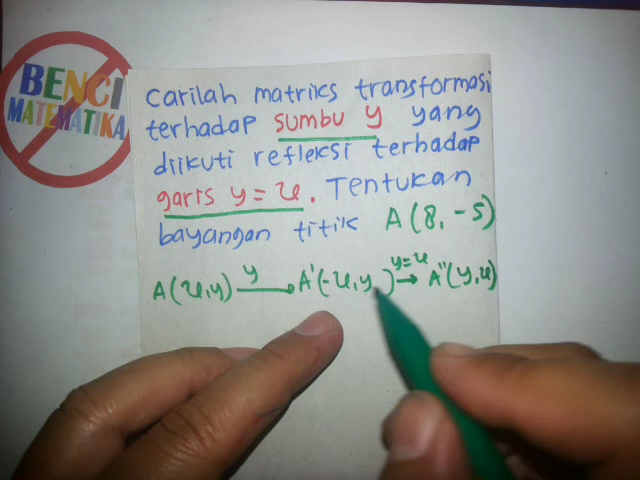 BENCI
MATEMATIKA
Carilah matriks transformasi
terhadap sumbu y yang
diikuti refleksi terhadap
garis y = x. Tentukan
bayangan titik A(8, -5)
A(x,y) y→ A'(-x,y) y=x→ A"(y,x)